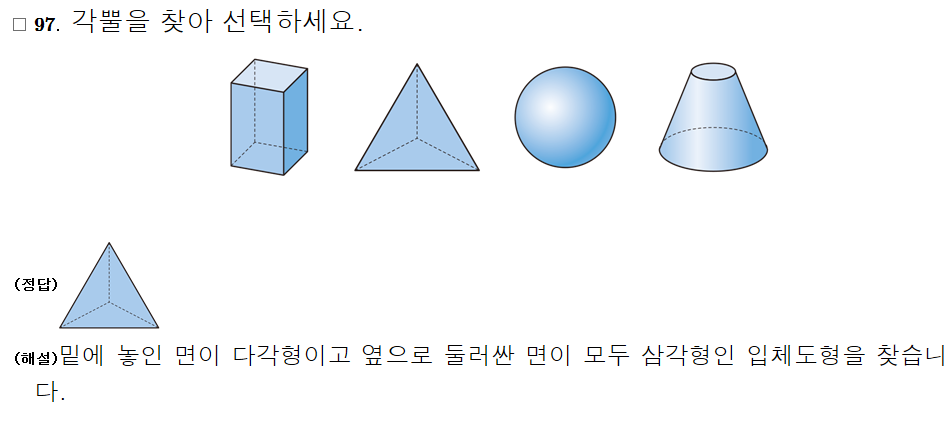 □ 97. 각뿔을 찾아 선택하세요.
(정답)
(해설)밑에 놓인 면이 다각형이고 옆으로 둘러싼 면이 모두 삼각형인 입체도형을 찾습니
다.